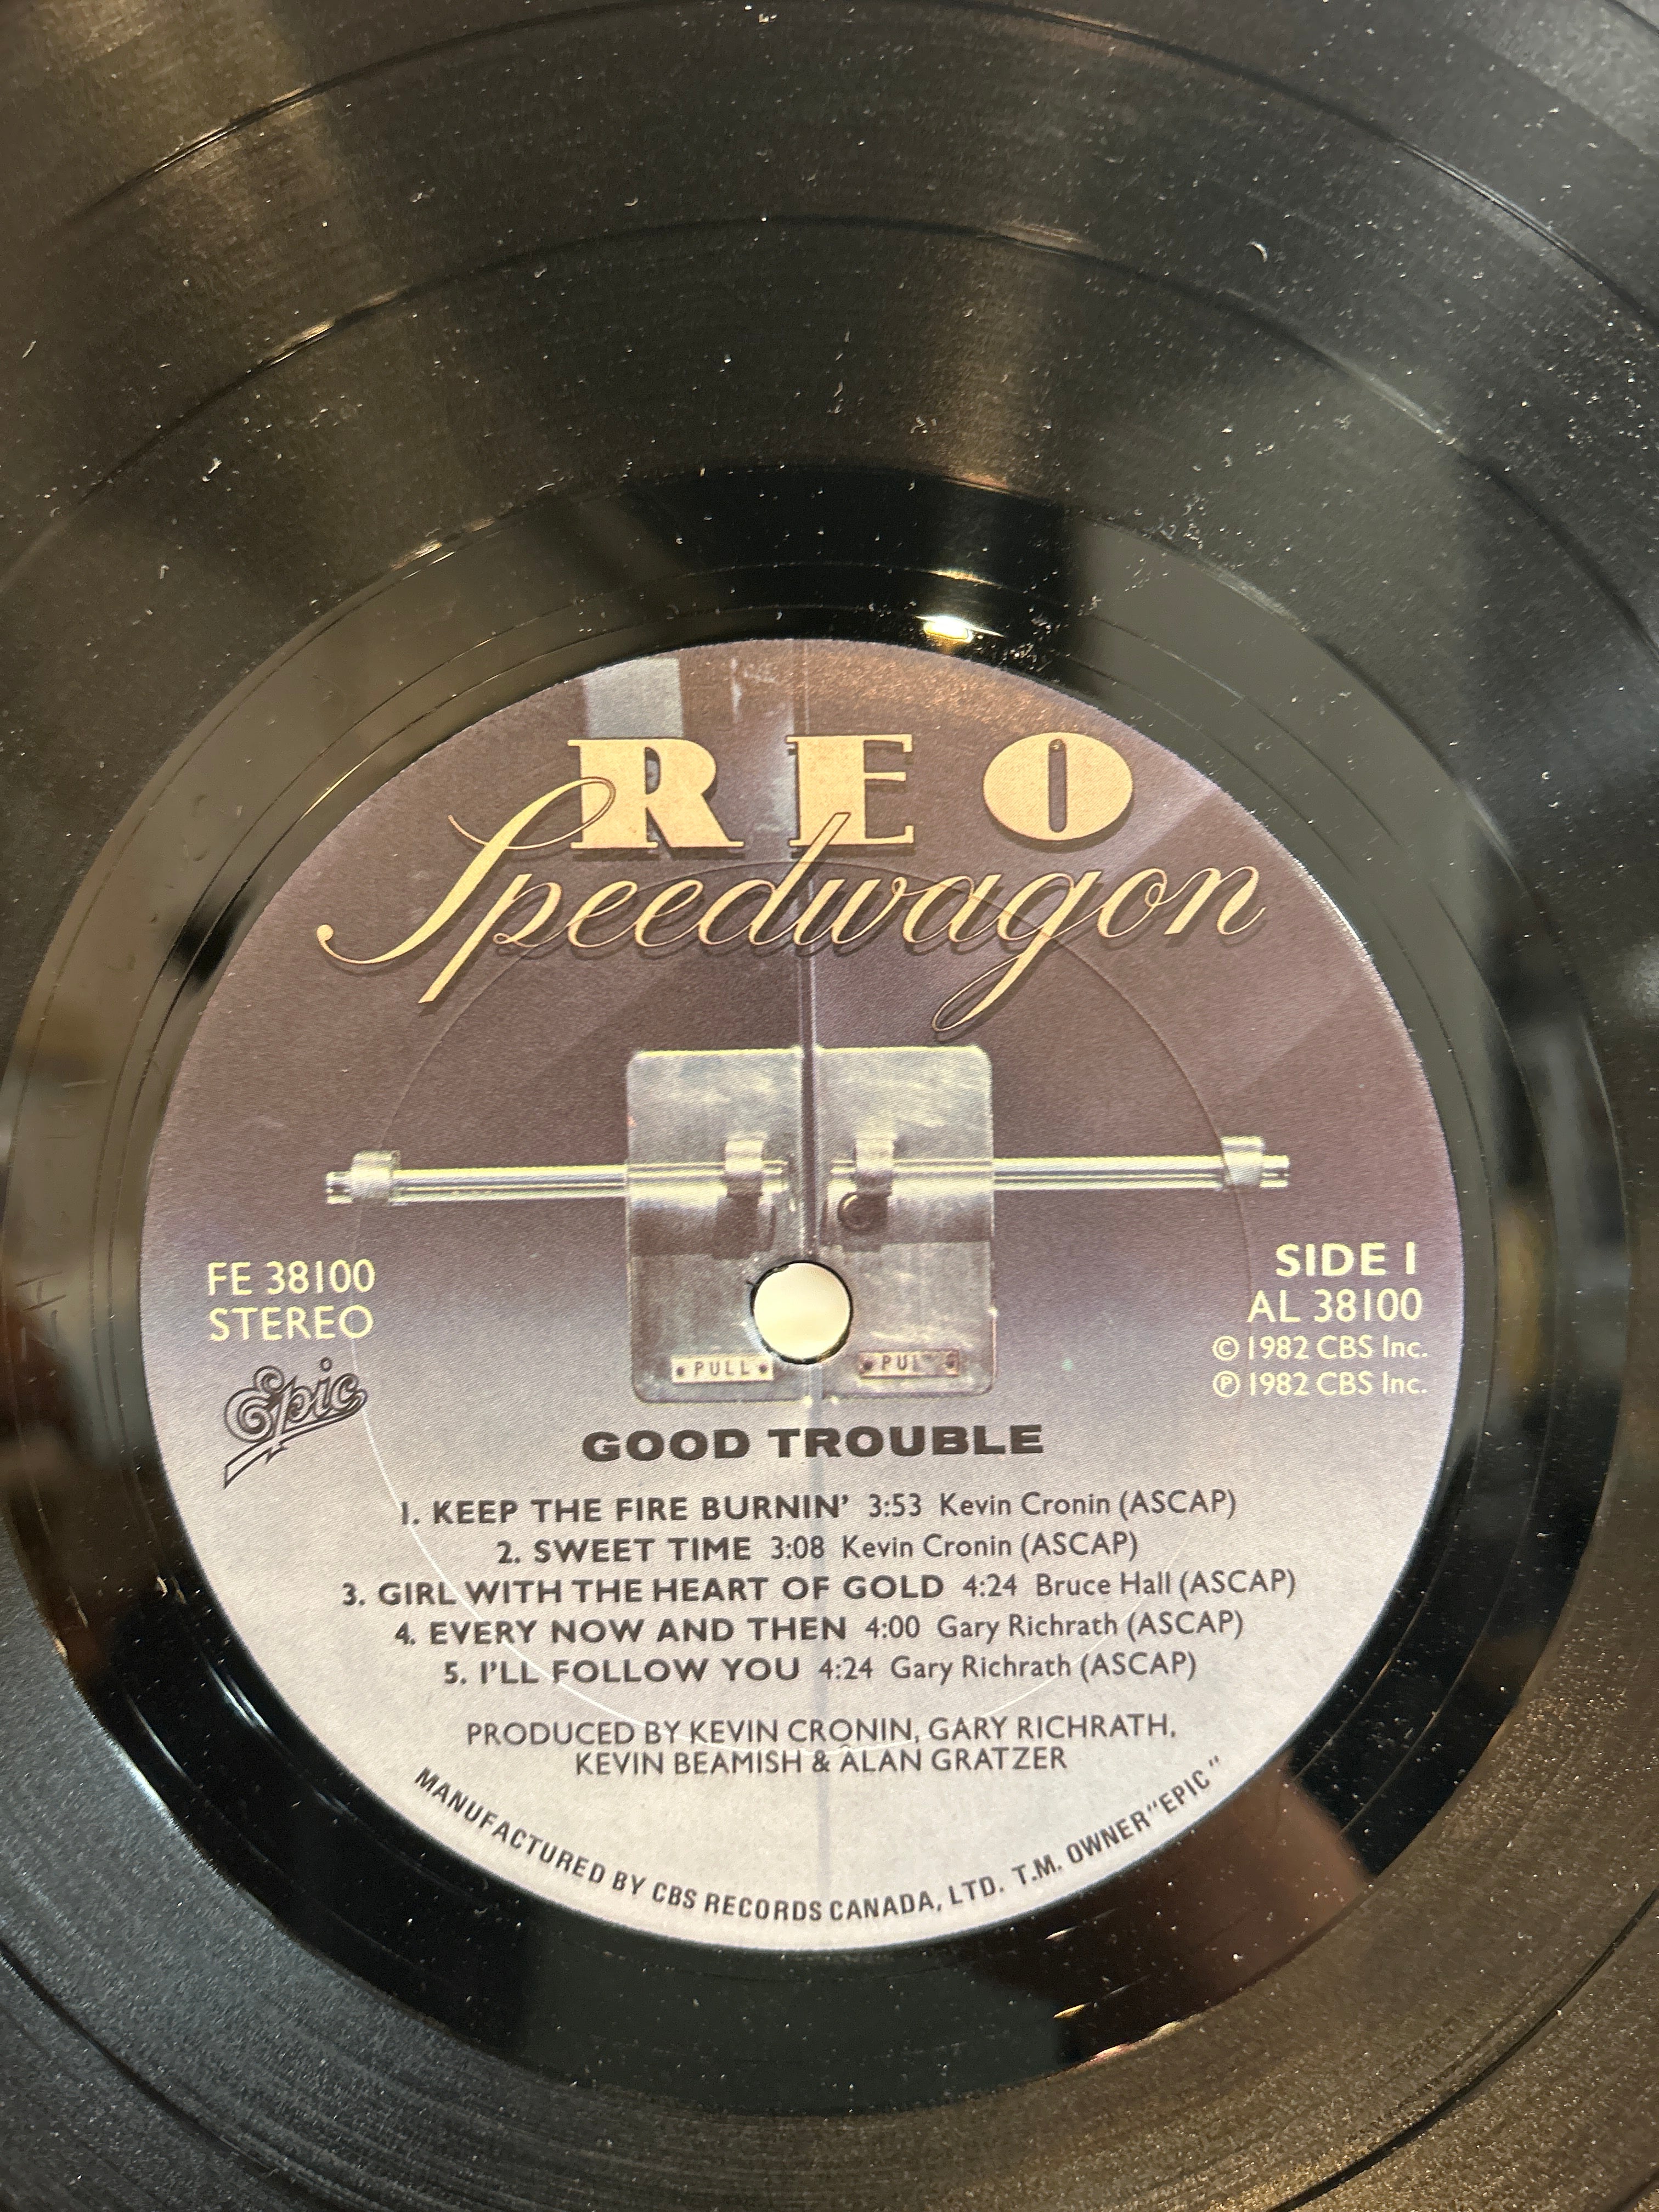 REO
Speedwagon
FE 38100
STEREO
Epic
SIDE 1
AL 38100
© 1982 CBS Inc.
℗ 1982 CBS Inc.
PULL
GOOD TROUBLE
1. KEEP THE FIRE BURNIN' 3:53 Kevin Cronin (ASCAP)
2. SWEET TIME 3:08 Kevin Cronin (ASCAP)
3. GIRL WITH THE HEART OF GOLD 4:24 Bruce Hall (ASCAP)
4. EVERY NOW AND THEN 4:00 Gary Richrath (ASCAP)
5. I'LL FOLLOW YOU 4:24 Gary Richrath (ASCAP)
PRODUCED BY KEVIN CRONIN, GARY RICHRATH,
KEVIN BEAMISH & ALAN GRATZER
MANUFACTURED BY CBS RECORDS CANADA, LTD. T.M. OWNER "EPIC"